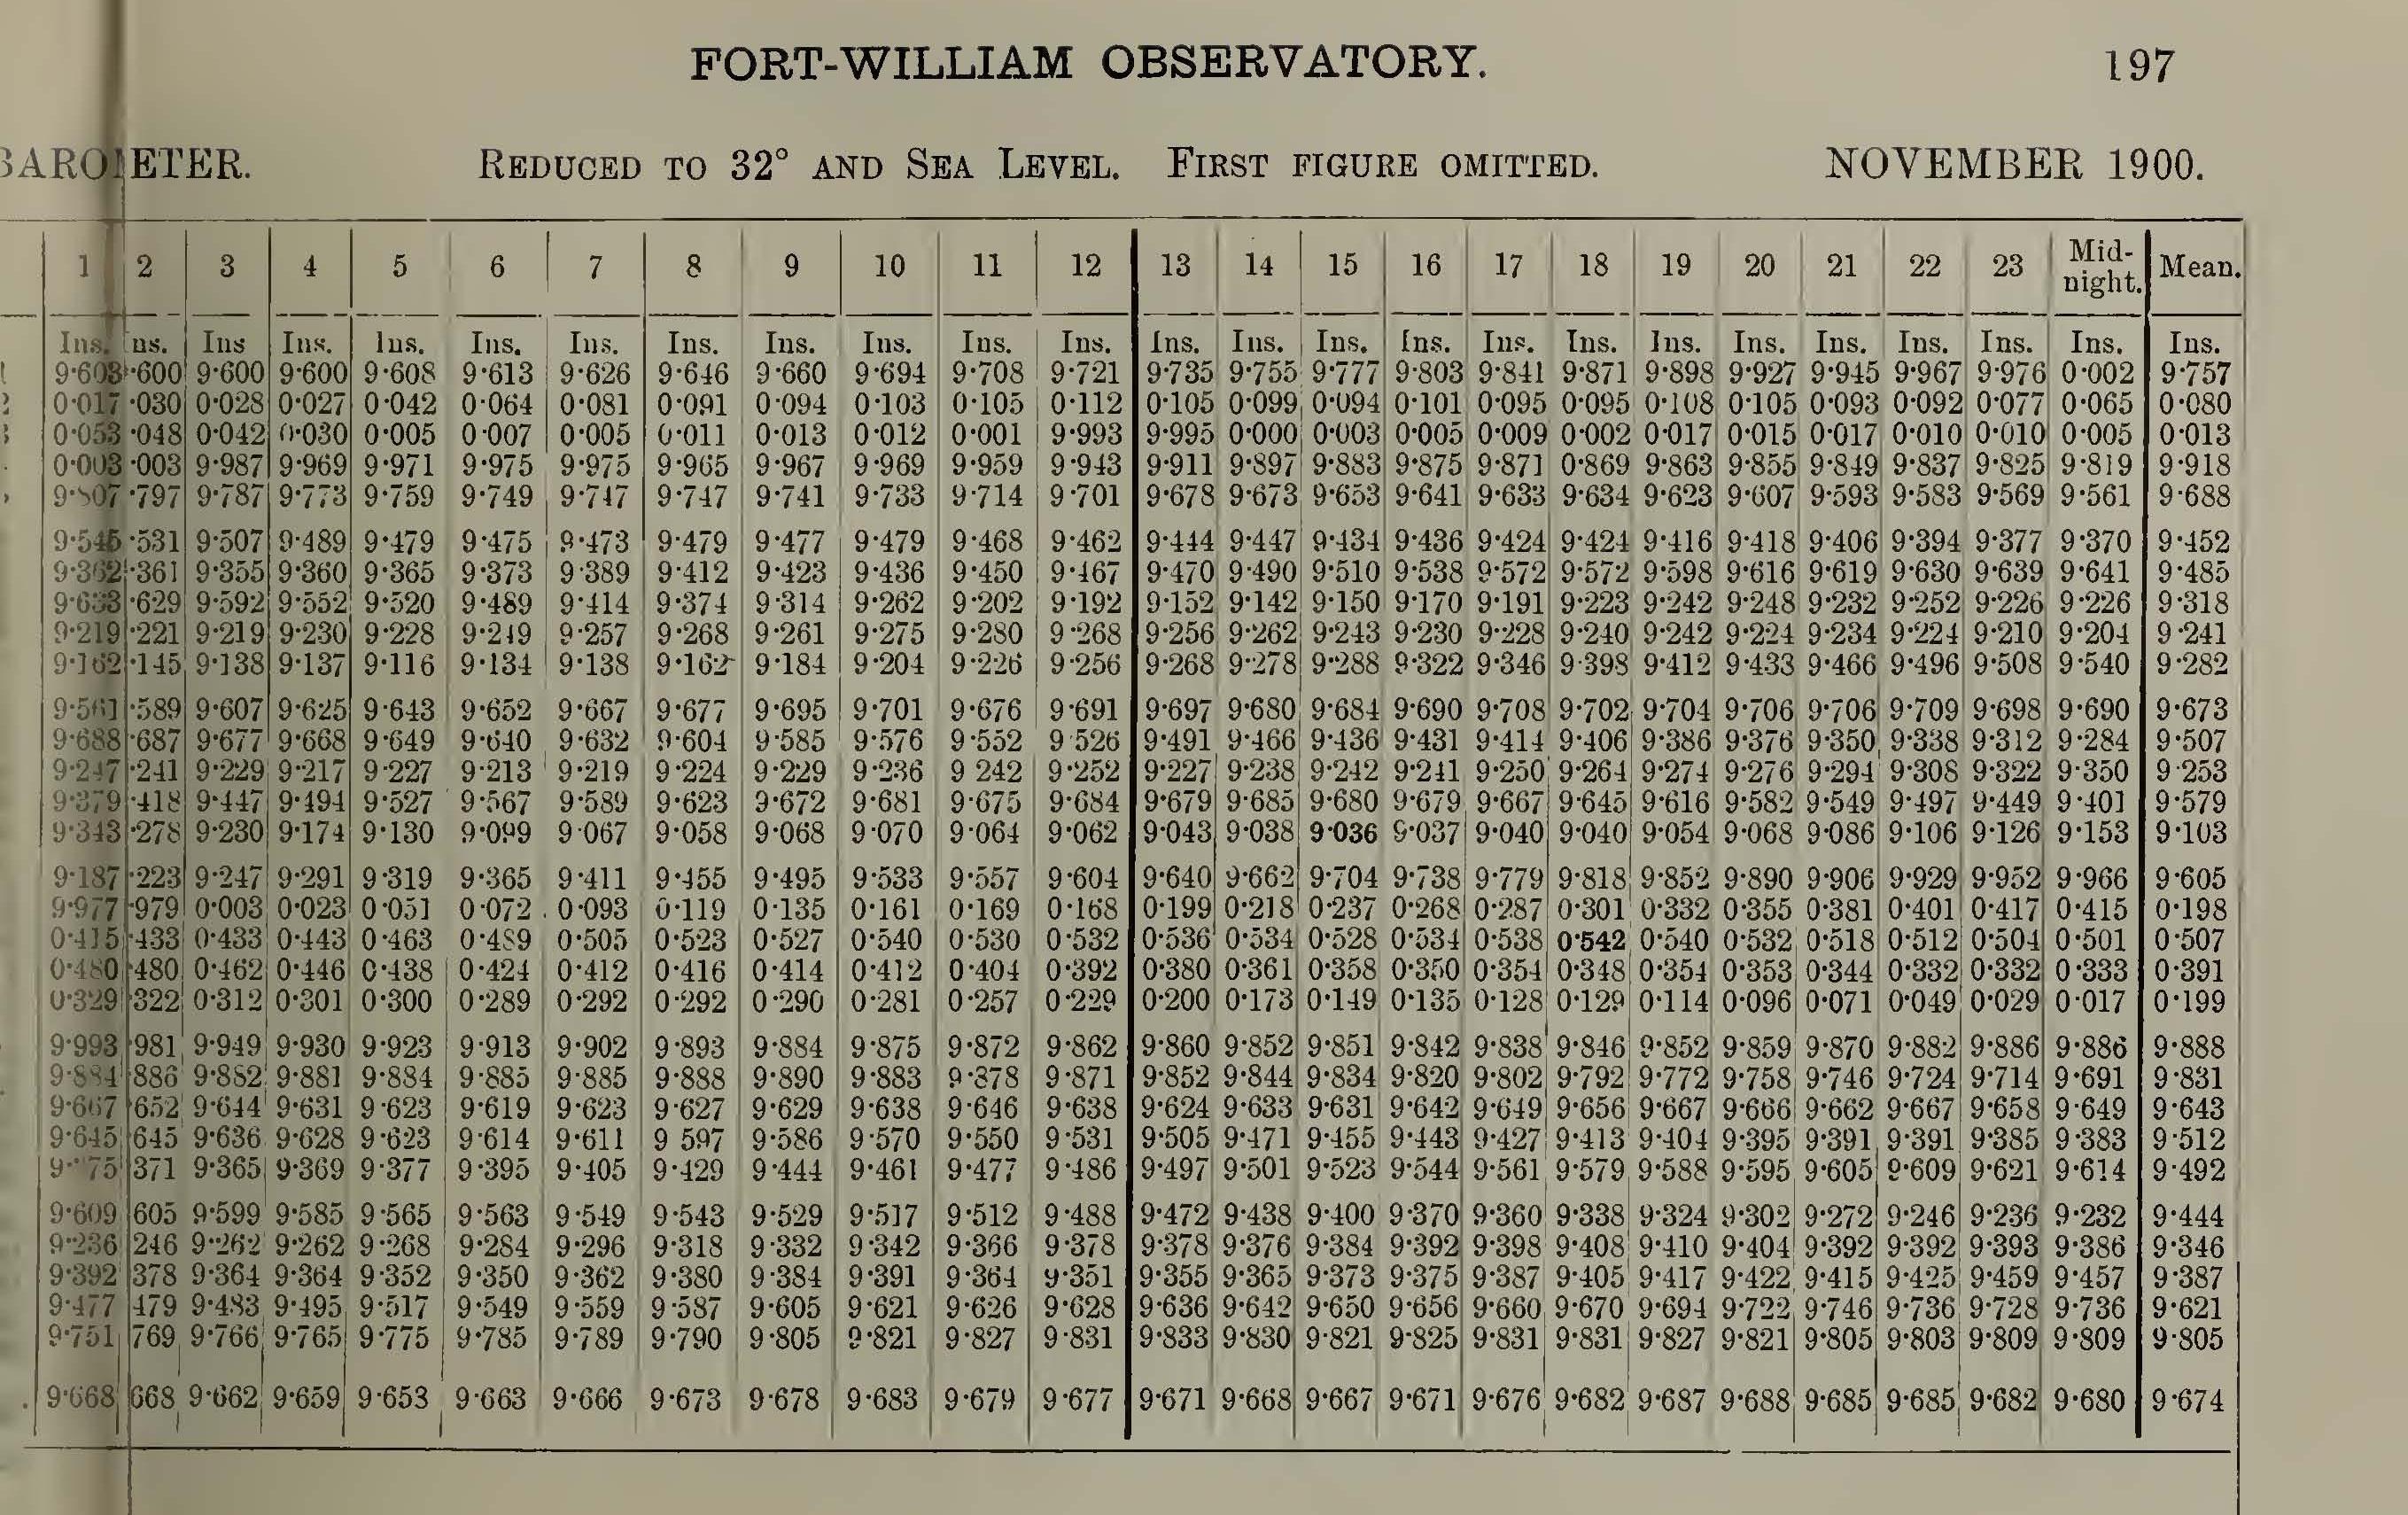 FORT-WILLIAM OBSERVATORY. 197
BAROMETER. REDUCED TO 32° AND SEA LEVEL. FIRST FIGURE OMITTED. NOVEMBER 1900.
1 2 3 4 5 6 7 8 9 10 11 12 13 14 15 16 17 18 19 20 21 22 23 Mid-night. Mean.
Ins. ns. Ins Ins. Ins. Ins. Ins. Ins. Ins. Ins. Ins. Ins. Ins. Ins. Ins. Ins. Ins. Ins. Ins. Ins. Ins. Ins. Ins. Ins. Ins.
9·603 ·600 9·600 9·600 9·608 9·613 9·626 9·646 9·660 9·694 9·708 9·721 9·735 9·755 9·777 9·803 9·841 9·871 9·898 9·927 9·945 9·967 9·976 0·002 9·757
0·017 ·030 0·028 0·027 0·042 0·064 0·081 0·091 0·094 0·103 0·105 0·112 0·105 0·099 0·094 0·101 0·095 0·095 0·108 0·105 0·093 0·092 0·077 0·065 0·080
0·053 ·048 0·042 0·030 0·005 0·007 0·005 0·011 0·013 0·012 0·001 9·993 9·995 0·000 0·003 0·005 0·009 0·002 0·017 0·015 0·017 0·010 0·010 0·005 0·013
0·003 ·003 9·987 9·969 9·971 9·975 9·975 9·965 9·967 9·969 9·959 9·943 9·911 9·897 9·883 9·875 9·871 0·869 9·863 9·855 9·849 9·837 9·825 9·819 9·918
9·807 ·797 9·787 9·773 9·759 9·749 9·747 9·747 9·741 9·733 9·714 9·701 9·678 9·673 9·653 9·641 9·633 9·634 9·623 9·607 9·593 9·583 9·569 9·561 9·688
9·545 ·531 9·507 9·489 9·479 9·475 9·473 9·479 9·477 9·479 9·468 9·462 9·444 9·447 9·434 9·436 9·424 9·424 9·416 9·418 9·406 9·394 9·377 9·370 9·452
9·362 ·361 9·355 9·360 9·365 9·373 9·389 9·412 9·423 9·436 9·450 9·467 9·470 9·490 9·510 9·538 9·572 9·572 9·598 9·616 9·619 9·630 9·639 9·641 9·485
9·633 ·629 9·592 9·552 9·520 9·489 9·414 9·374 9·314 9·262 9·202 9·192 9·152 9·142 9·150 9·170 9·191 9·223 9·242 9·248 9·232 9·252 9·226 9·226 9·318
9·219 ·221 9·219 9·230 9·228 9·249 9·257 9·268 9·261 9·275 9·280 9·268 9·256 9·262 9·243 9·230 9·228 9·240 9·242 9·224 9·234 9·224 9·210 9·204 9·241
9·162 ·145 9·138 9·137 9·116 9·134 9·138 9·162 9·184 9·204 9·226 9·256 9·268 9·278 9·288 9·322 9·346 9·398 9·412 9·433 9·466 9·496 9·508 9·540 9·282
9·561 ·589 9·607 9·625 9·643 9·652 9·667 9·677 9·695 9·701 9·676 9·691 9·697 9·680 9·684 9·690 9·708 9·702 9·704 9·706 9·706 9·709 9·698 9·690 9·673
9·688 ·687 9·677 9·668 9·649 9·640 9·632 9·604 9·585 9·576 9·552 9·526 9·491 9·466 9·436 9·431 9·414 9·406 9·386 9·376 9·350 9·338 9·312 9·284 9·507
9·247 ·241 9·229 9·217 9·227 9·213 9·219 9·224 9·229 9·236 9·242 9·252 9·227 9·238 9·242 9·241 9·250 9·264 9·274 9·276 9·294 9·308 9·322 9·350 9·253
9·379 ·418 9·447 9·494 9·527 9·567 9·589 9·623 9·672 9·681 9·675 9·684 9·679 9·685 9·680 9·679 9·667 9·645 9·616 9·582 9·549 9·497 9·449 9·401 9·579
9·343 ·278 9·230 9·174 9·130 9·099 9·067 9·058 9·068 9·070 9·064 9·062 9·043 9·038 9·036 9·037 9·040 9·040 9·054 9·068 9·086 9·106 9·126 9·153 9·103
9·187 ·223 9·247 9·291 9·319 9·365 9·411 9·455 9·495 9·533 9·557 9·604 9·640 9·662 9·704 9·738 9·779 9·818 9·852 9·890 9·906 9·929 9·952 9·966 9·605
9·977 ·979 0·003 0·023 0·051 0·072 0·093 0·119 0·135 0·161 0·169 0·168 0·199 0·218 0·237 0·268 0·287 0·301 0·332 0·355 0·381 0·401 0·417 0·415 0·198
0·415 ·433 0·433 0·443 0·463 0·489 0·505 0·523 0·527 0·540 0·530 0·532 0·536 0·534 0·528 0·534 0·538 0·542 0·540 0·532 0·518 0·512 0·504 0·501 0·507
0·480 480 0·462 0·446 0·438 0·424 0·412 0·416 0·414 0·412 0·404 0·392 0·380 0·361 0·358 0·350 0·354 0·348 0·354 0·353 0·344 0·332 0·332 0·333 0·391
0·329 322 0·312 0·301 0·300 0·289 0·292 0·292 0·290 0·281 0·257 0·229 0·200 0·173 0·149 0·135 0·128 0·129 0·114 0·096 0·071 0·049 0·029 0·017 0·199
9·993 981 9·949 9·930 9·923 9·913 9·902 9·893 9·884 9·875 9·872 9·862 9·860 9·852 9·851 9·842 9·838 9·846 9·852 9·859 9·870 9·882 9·886 9·886 9·888
9·884 886 9·882 9·881 9·884 9·885 9·885 9·888 9·890 9·883 9·878 9·871 9·852 9·844 9·834 9·820 9·802 9·792 9·772 9·758 9·746 9·724 9·714 9·691 9·831
9·667 652 9·644 9·631 9·623 9·619 9·623 9·627 9·629 9·638 9·646 9·638 9·624 9·633 9·631 9·642 9·649 9·656 9·667 9·666 9·662 9·667 9·658 9·649 9·643
9·645 645 9·636 9·628 9·623 9·614 9·611 9·597 9·586 9·570 9·550 9·531 9·505 9·471 9·455 9·443 9·427 9·413 9·404 9·395 9·391 9·391 9·385 9·383 9·512
371 9·365 9·369 9·377 9·395 9·405 9·429 9·444 9·461 9·477 9·486 9·497 9·501 9·523 9·544 9·561 9·579 9·588 9·595 9·605 9·609 9·621 9·614 9·492
9·609 605 9·599 9·585 9·565 9·563 9·549 9·543 9·529 9·517 9·512 9·488 9·472 9·438 9·400 9·370 9·360 9·338 9·324 9·302 9·272 9·246 9·236 9·232 9·444
9·236 246 9·262 9·262 9·268 9·284 9·296 9·318 9·332 9·342 9·366 9·378 9·378 9·376 9·384 9·392 9·398 9·408 9·410 9·404 9·392 9·392 9·393 9·386 9·346
9·392 378 9·364 9·364 9·352 9·350 9·362 9·380 9·384 9·391 9·364 9·351 9·355 9·365 9·373 9·375 9·387 9·405 9·417 9·422 9·415 9·425 9·459 9·457 9·387
9·477 479 9·483 9·495 9·517 9·549 9·559 9·587 9·605 9·621 9·626 9·628 9·636 9·642 9·650 9·656 9·660 9·670 9·694 9·722 9·746 9·736 9·728 9·736 9·621
9·751 769 9·766 9·765 9·775 9·785 9·789 9·790 9·805 9·821 9·827 9·831 9·833 9·830 9·821 9·825 9·831 9·831 9·827 9·821 9·805 9·803 9·809 9·809 9·805
9·668 668 9·662 9·659 9·653 9·663 9·666 9·673 9·678 9·683 9·679 9·677 9·671 9·668 9·667 9·671 9·676 9·682 9·687 9·688 9·685 9·685 9·682 9·680 9·674